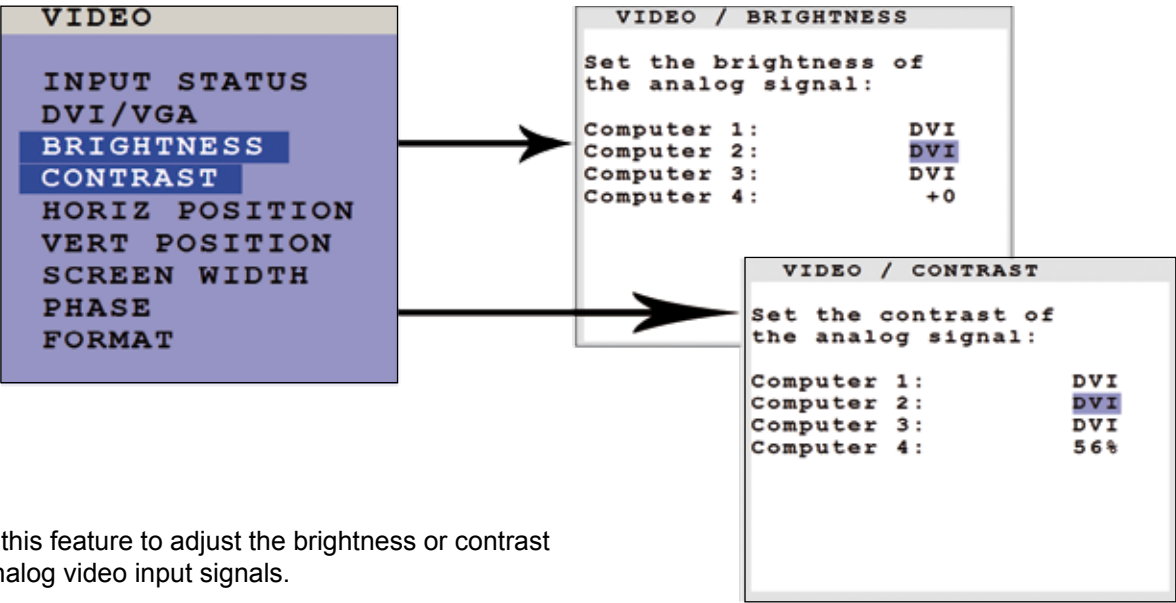 VIDEO
INPUT STATUS
DVI/VGA
BRIGHTNESS
CONTRAST
HORIZ POSITION
VERT POSITION
SCREEN WIDTH
PHASE
FORMAT
VIDEO / BRIGHTNESS
Set the brightness of
the analog signal:
Computer 1: DVI
Computer 2: DVI
Computer 3: DVI
Computer 4: +0
VIDEO / CONTRAST
Set the contrast of
the analog signal:
Computer 1: DVI
Computer 2: DVI
Computer 3: DVI
Computer 4: 56%
this feature to adjust the brightness or contrast
video input signals.